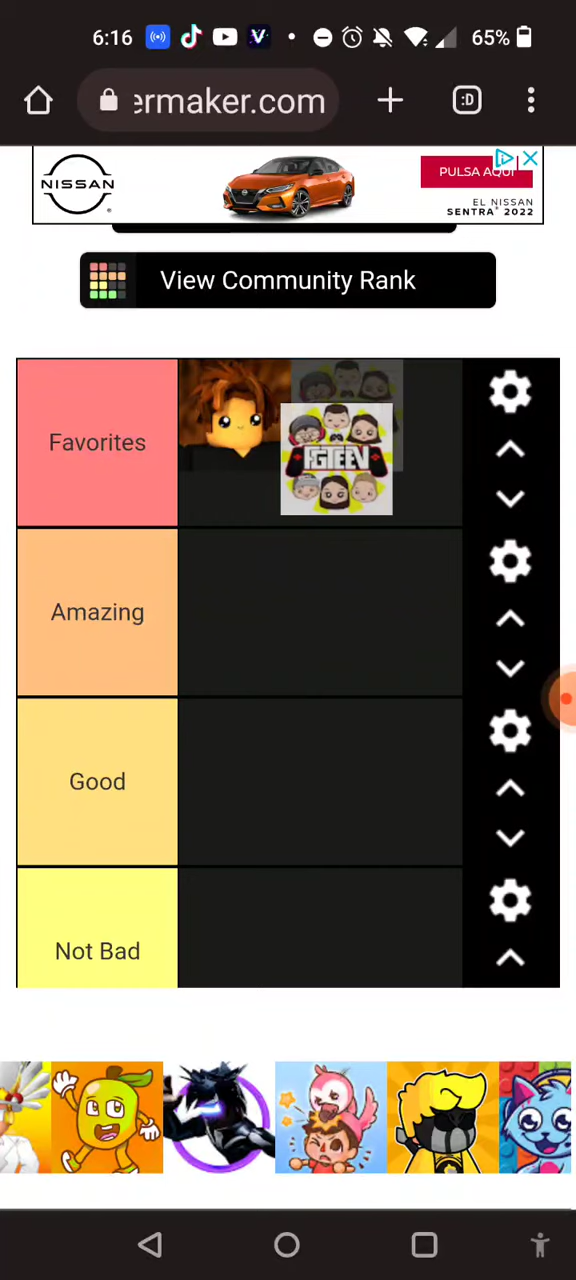 6:16
65%
:D
ermaker.com
NISSAN
PULSA AQUÍ
EL NISSAN
SENTRA® 2022
View Community Rank
Favorites
FGTEEV
Amazing
Good
Not Bad